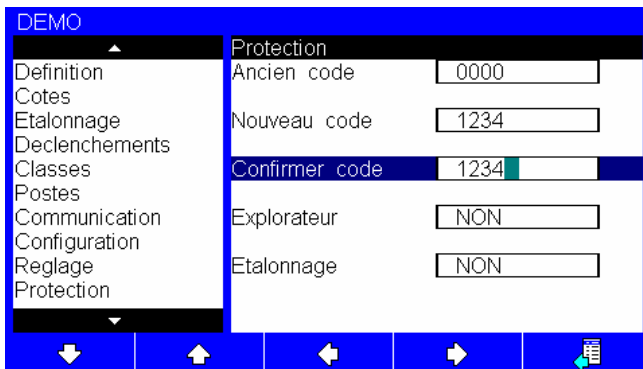 DEMO
Definition
Cotes
Etalonnage
Declenchements
Classes
Postes
Communication
Configuration
Reglage
Protection
Protection
Ancien code 0000
Nouveau code 1234
Confirmer code 1234
Explorateur NON
Etalonnage NON